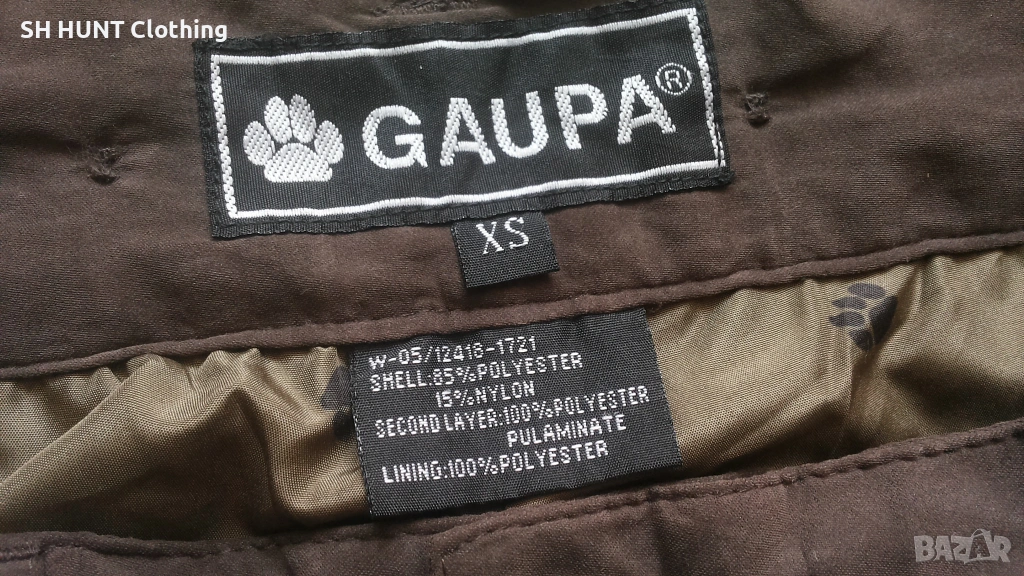 SH HUNT Clothing
GAUPA®
XS
W-05/12418-1721
SHELL:85%POLYESTER
15%NYLON
SECOND LAYER:100%POLYESTER
PULAMINATE
LINING:100%POLYESTER
BAZAR